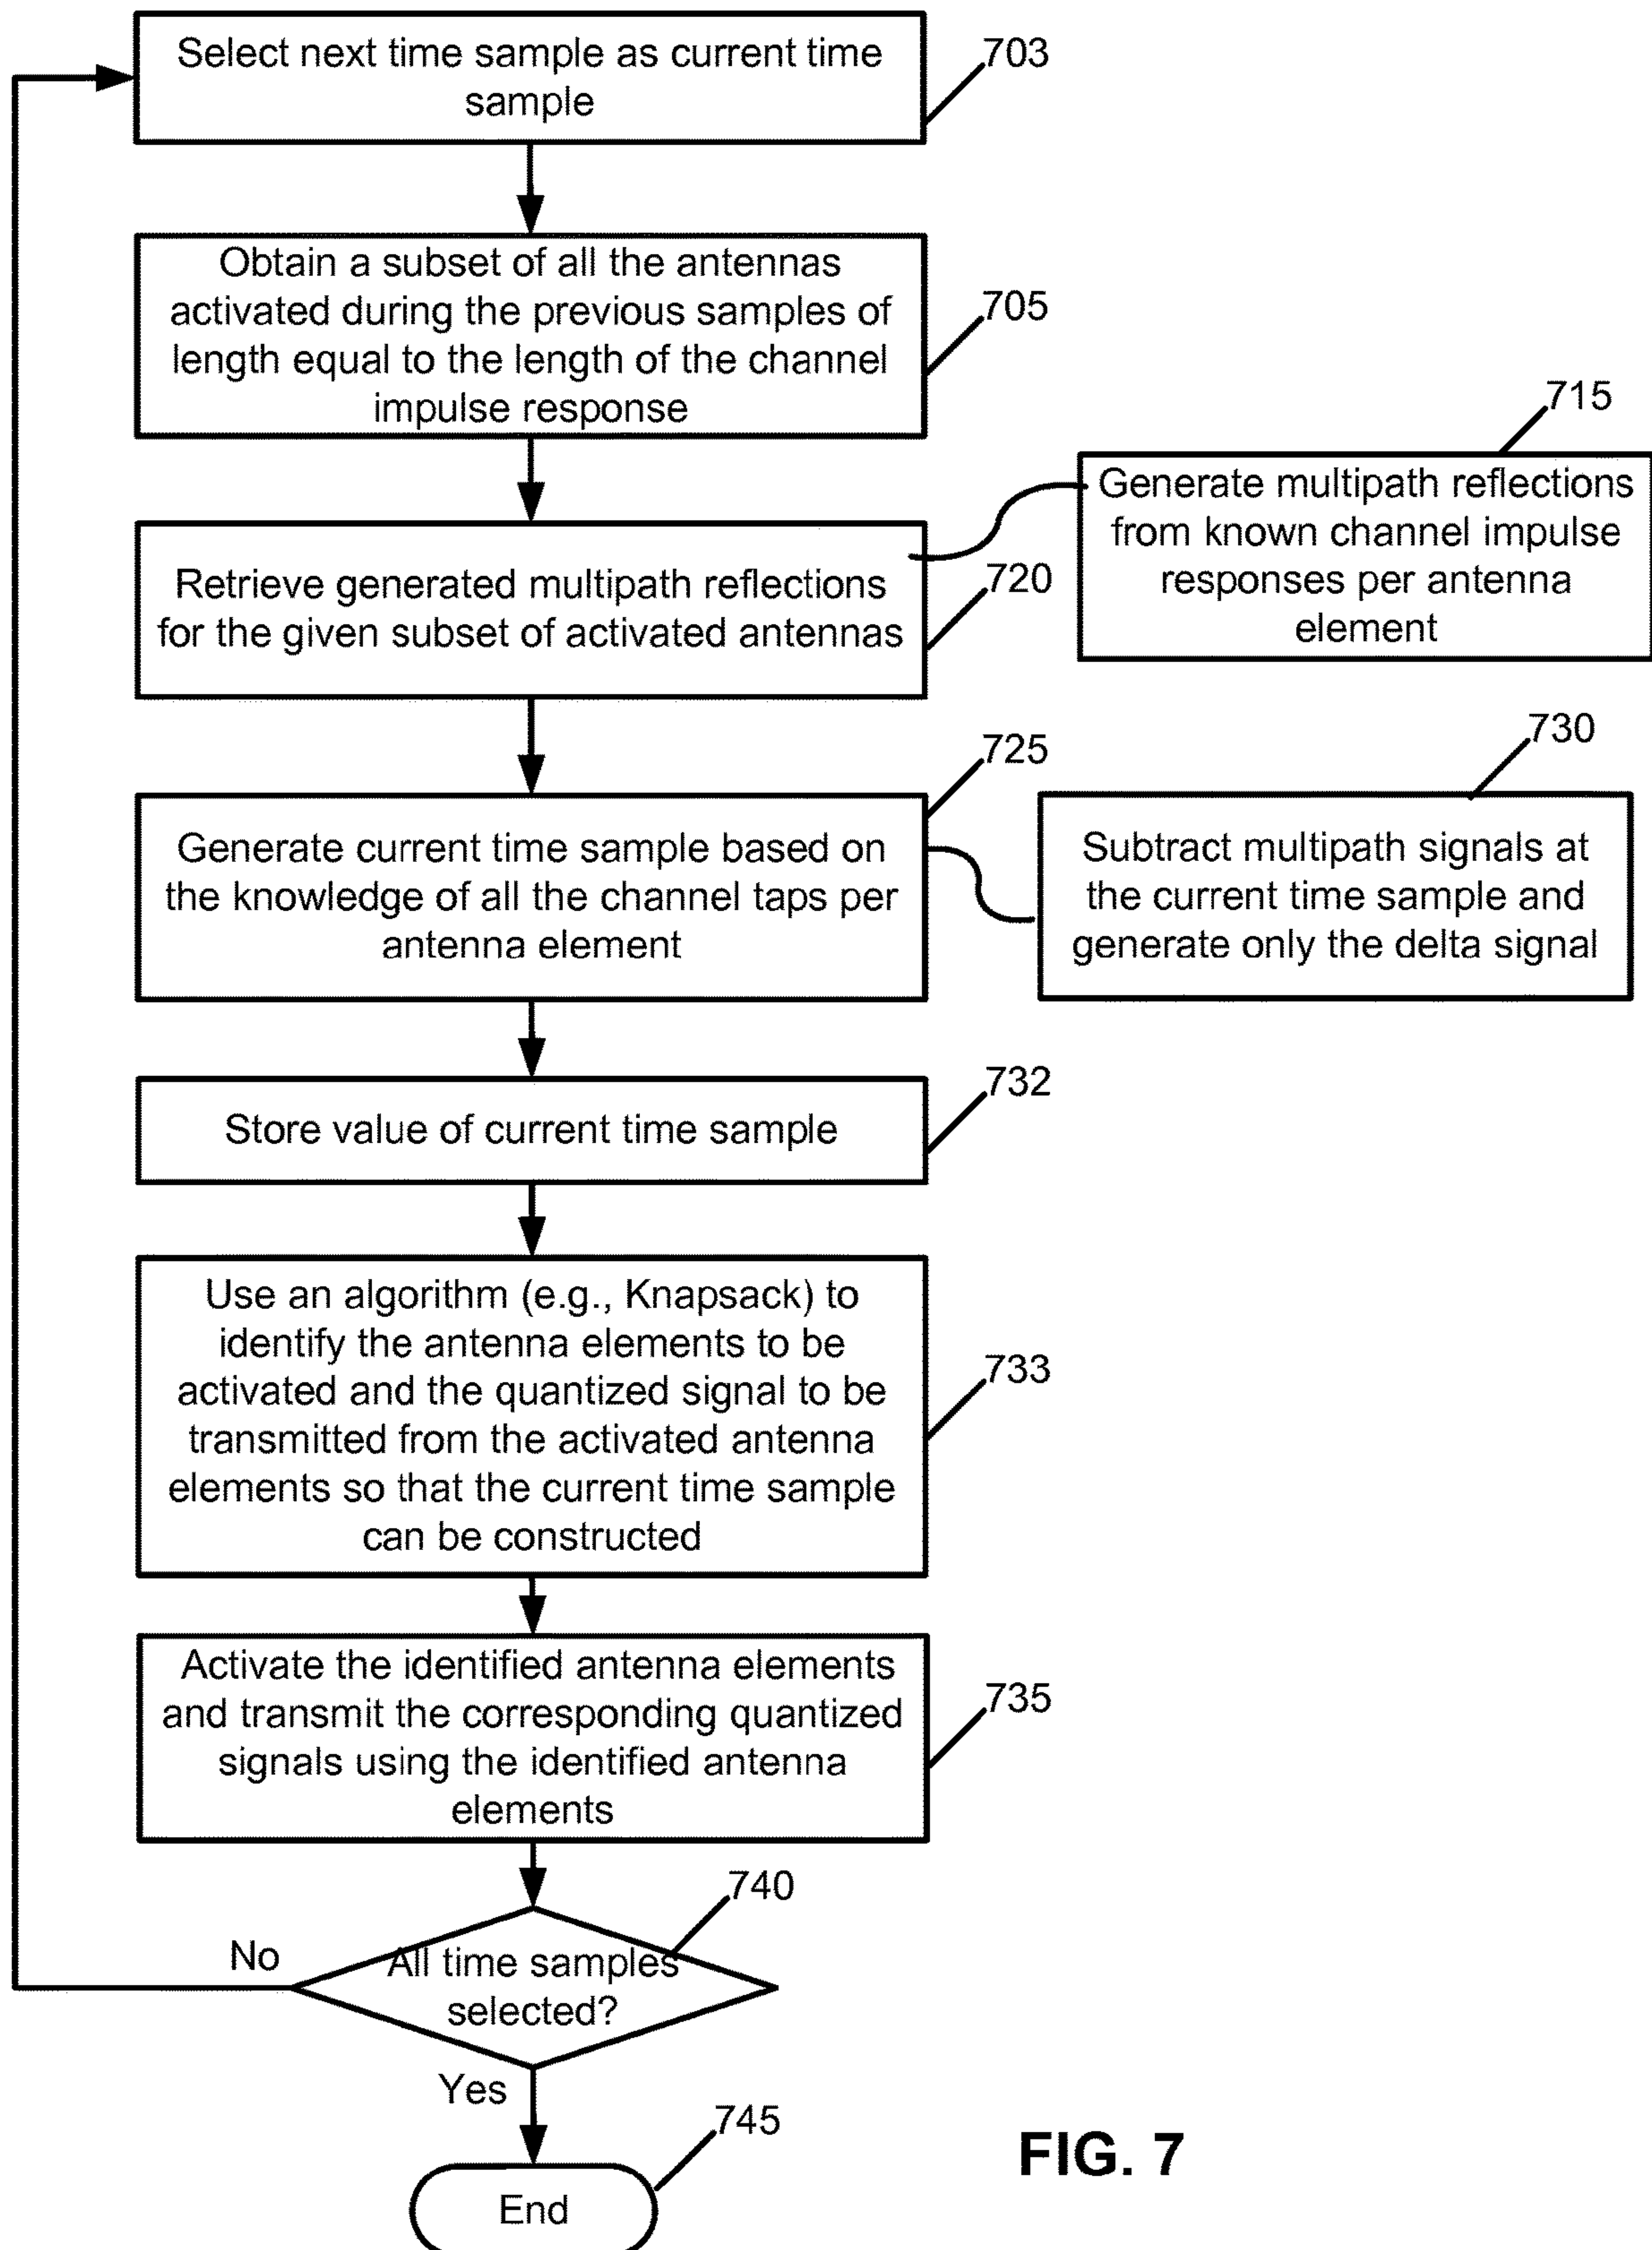 Select next time sample as current time
sample
703
Obtain a subset of all the antennas
activated during the previous samples of
length equal to the length of the channel
impulse response
705
715
Generate multipath reflections
from known channel impulse
responses per antenna
element
Retrieve generated multipath reflections
for the given subset of activated antennas
720
725
Generate current time sample based on
the knowledge of all the channel taps per
antenna element
730
Subtract multipath signals at
the current time sample and
generate only the delta signal
Store value of current time sample
732
Use an algorithm (e.g., Knapsack) to
identify the antenna elements to be
activated and the quantized signal to be
transmitted from the activated antenna
elements so that the current time sample
can be constructed
733
Activate the identified antenna elements
and transmit the corresponding quantized
signals using the identified antenna
elements
735
740
No
All time samples
selected?
Yes
745
End
FIG. 7